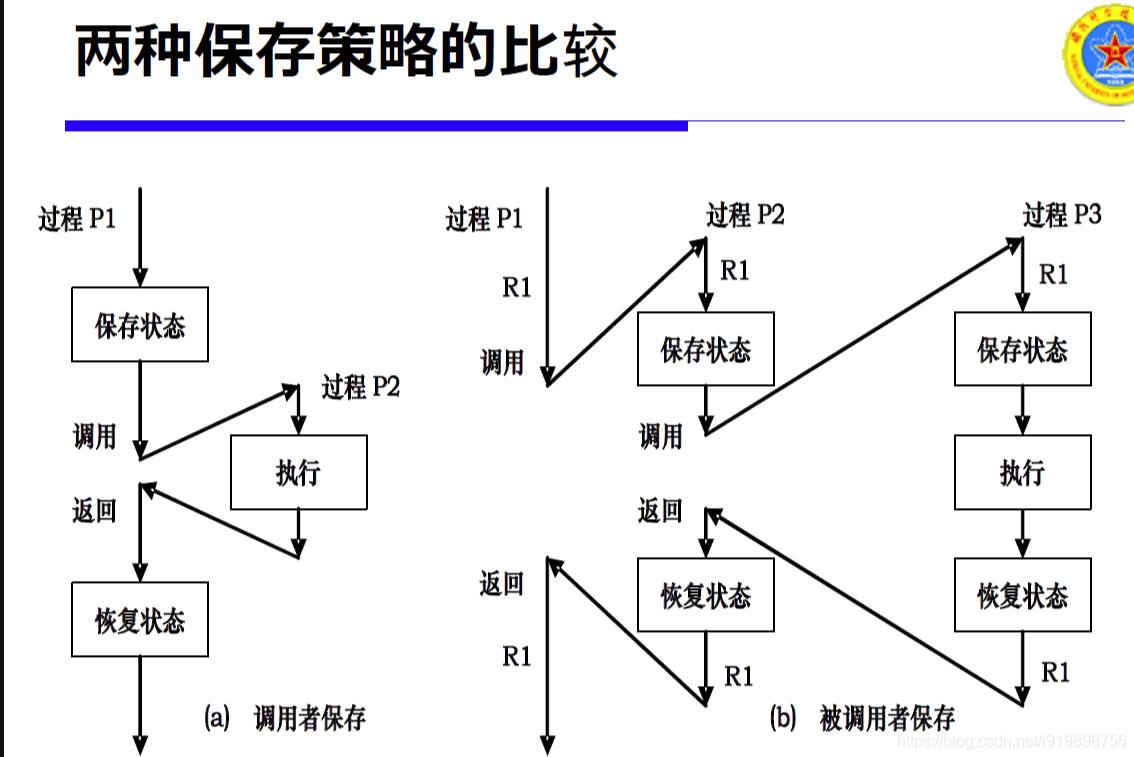 两种保存策略的比较
过程 P1
保存状态
调用
过程 P2
执行
返回
恢复状态
(a) 调用者保存
过程 P1
R1
调用
过程 P2
R1
保存状态
调用
过程 P3
R1
保存状态
执行
恢复状态
R1
返回
恢复状态
R1
返回
R1
(b) 被调用者保存
https://blog.csdn.net/l919898756